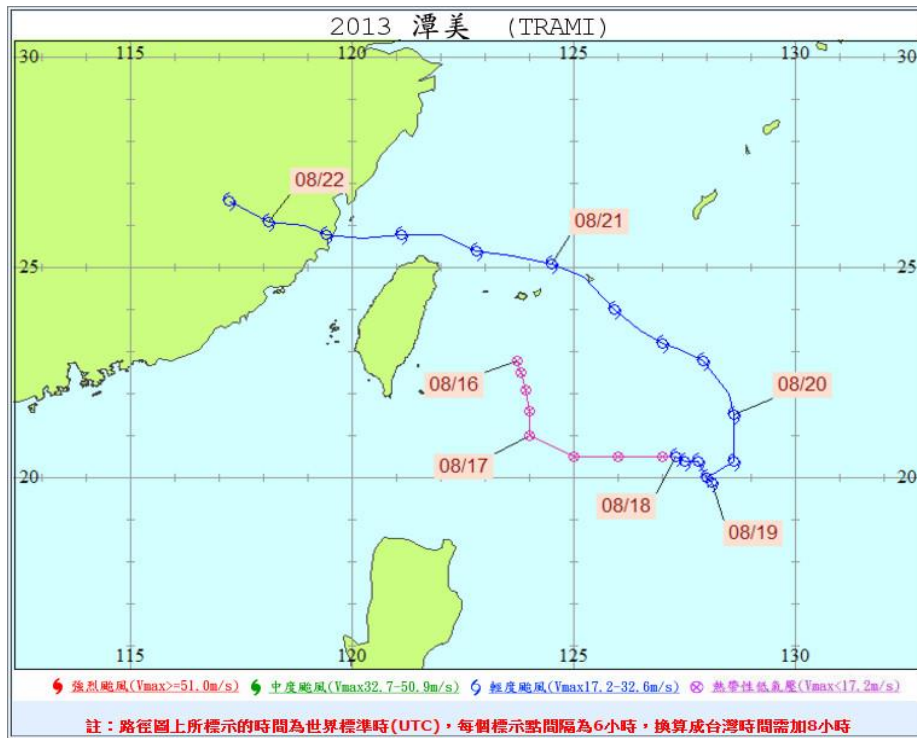 2013 潭美 (TRAMI)
115 120 125 130
30 30
08/22
08/21
25 25
08/16
08/20
08/17
20 20
08/18
08/19
115 120 125 130
強烈颱風(Vmax>=51.0m/s) 中度颱風(Vmax32.7-50.9m/s) 輕度颱風(Vmax17.2-32.6m/s) 熱帶性低氣壓(Vmax<17.2m/s)
註：路徑圖上所標示的時間為世界標準時(UTC)，每個標示點間隔為6小時，換算成台灣時間需加8小時